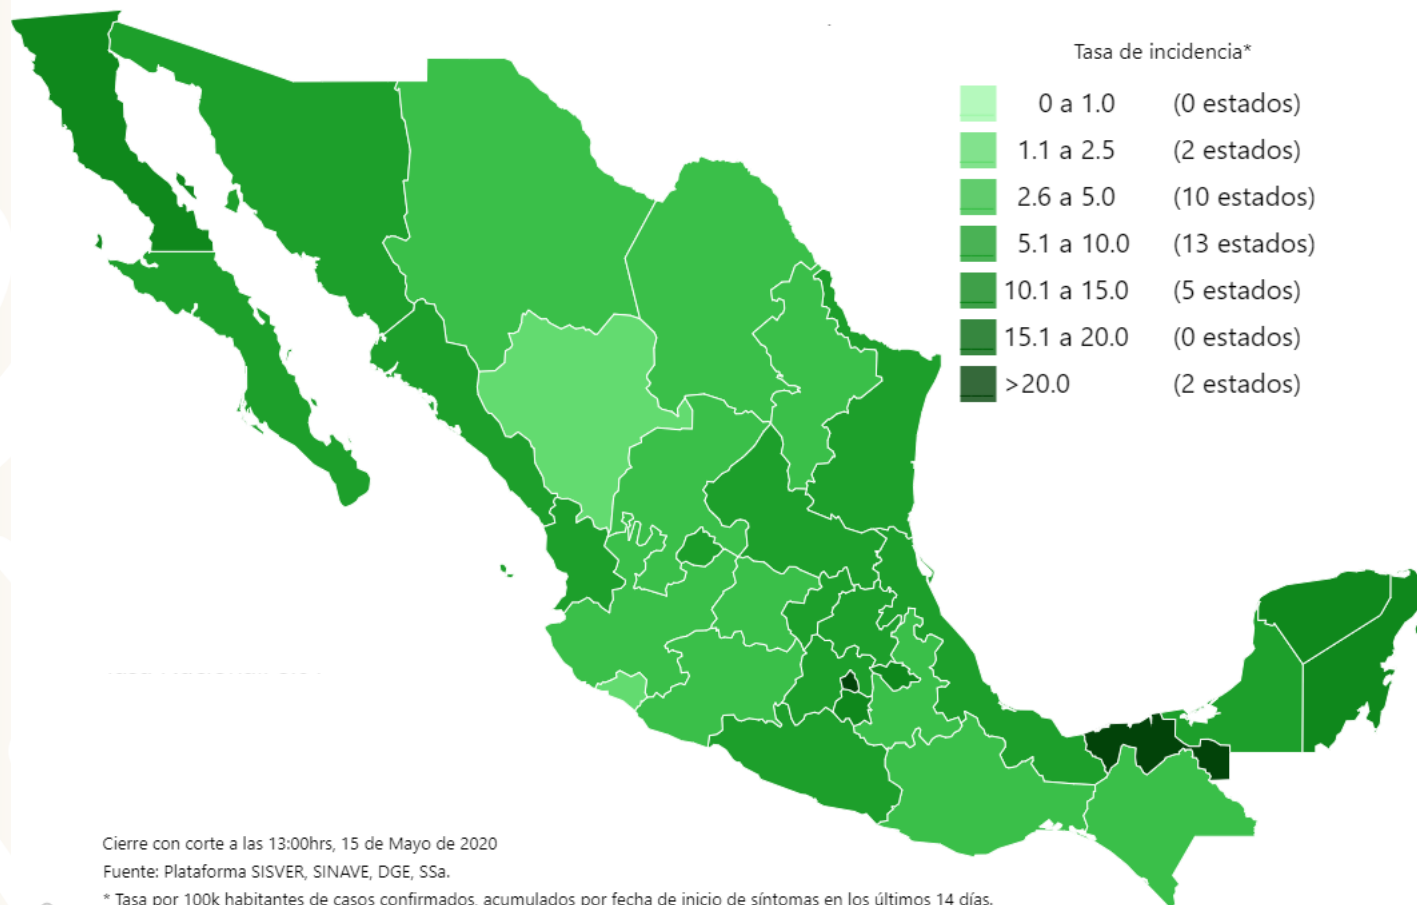 Tasa de incidencia*
0 a 1.0 (0 estados)
1.1 a 2.5 (2 estados)
2.6 a 5.0 (10 estados)
5.1 a 10.0 (13 estados)
10.1 a 15.0 (5 estados)
15.1 a 20.0 (0 estados)
>20.0 (2 estados)
Cierre con corte a las 13:00hrs, 15 de Mayo de 2020
Fuente: Plataforma SISVER, SINAVE, DGE, SSa.
* Tasa por 100k habitantes de casos confirmados, acumulados por fecha de inicio de síntomas en los últimos 14 días.